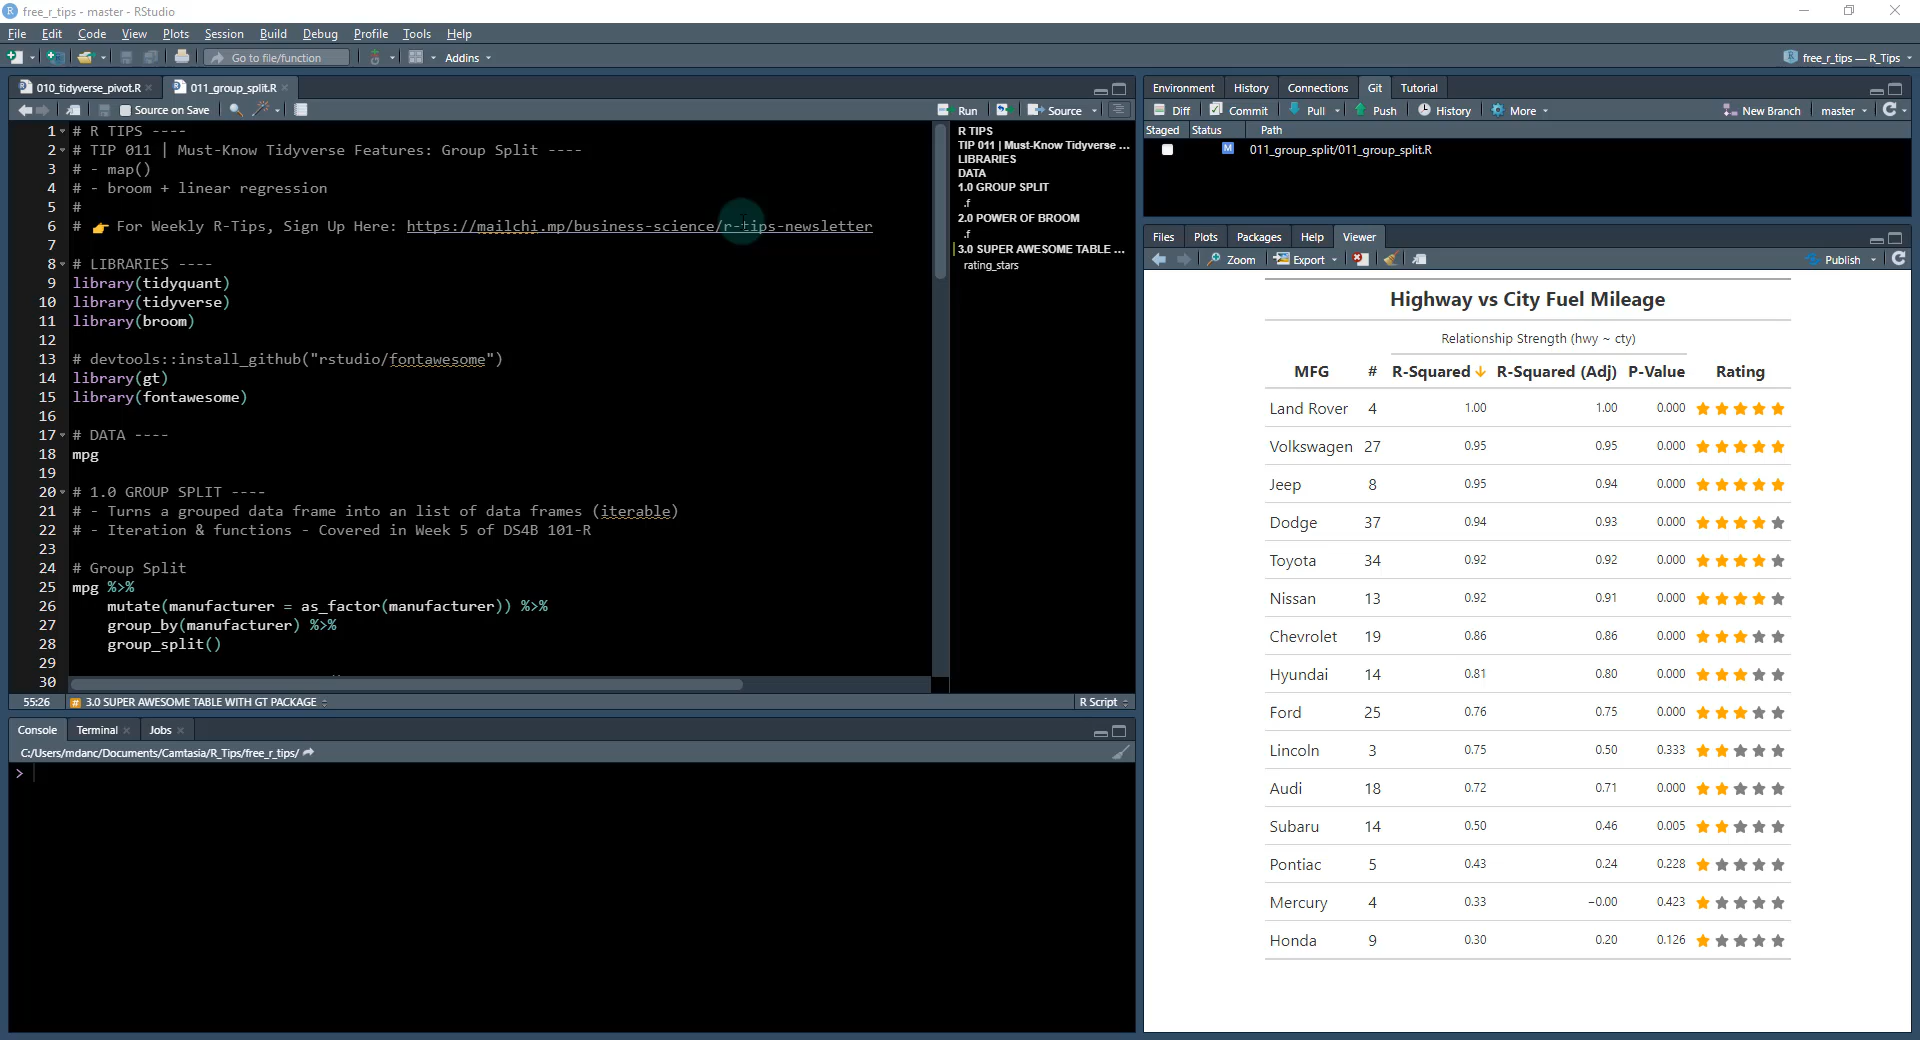 free_r_tips - master - RStudio
File Edit Code View Plots Session Build Debug Profile Tools Help
Go to file/function Addins free_r_tips — R_Tips
010_tidyverse_pivot.R 011_group_split.R
Source on Save Run Source
1 # R TIPS ----
2 # TIP 011 | Must-Know Tidyverse Features: Group Split ----
3 # - map()
4 # - broom + linear regression
5 #
6 # 👉 For Weekly R-Tips, Sign Up Here: https://mailchi.mp/business-science/r-tips-newsletter
7
8 # LIBRARIES ----
9 library(tidyquant)
10 library(tidyverse)
11 library(broom)
12
13 # devtools::install_github("rstudio/fontawesome")
14 library(gt)
15 library(fontawesome)
16
17 # DATA ----
18 mpg
19
20 # 1.0 GROUP SPLIT ----
21 # - Turns a grouped data frame into an list of data frames (iterable)
22 # - Iteration & functions - Covered in Week 5 of DS4B 101-R
23
24 # Group Split
25 mpg %>%
26 mutate(manufacturer = as_factor(manufacturer)) %>%
27 group_by(manufacturer) %>%
28 group_split()
29
30
R TIPS
TIP 011 | Must-Know Tidyverse ...
LIBRARIES
DATA
1.0 GROUP SPLIT
.f
2.0 POWER OF BROOM
.f
3.0 SUPER AWESOME TABLE ...
rating_stars
55:26 # 3.0 SUPER AWESOME TABLE WITH GT PACKAGE R Script
Console Terminal Jobs
C:/Users/mdanc/Documents/Camtasia/R_Tips/free_r_tips/
>
Environment History Connections Git Tutorial
Diff Commit Pull Push History More New Branch master
Staged Status Path
M 011_group_split/011_group_split.R
Files Plots Packages Help Viewer
Zoom Export Publish
Highway vs City Fuel Mileage
Relationship Strength (hwy ~ cty)
MFG # R-Squared ↓ R-Squared (Adj) P-Value Rating
Land Rover 4 1.00 1.00 0.000
Volkswagen 27 0.95 0.95 0.000
Jeep 8 0.95 0.94 0.000
Dodge 37 0.94 0.93 0.000
Toyota 34 0.92 0.92 0.000
Nissan 13 0.92 0.91 0.000
Chevrolet 19 0.86 0.86 0.000
Hyundai 14 0.81 0.80 0.000
Ford 25 0.76 0.75 0.000
Lincoln 3 0.75 0.50 0.333
Audi 18 0.72 0.71 0.000
Subaru 14 0.50 0.46 0.005
Pontiac 5 0.43 0.24 0.228
Mercury 4 0.33 -0.00 0.423
Honda 9 0.30 0.20 0.126